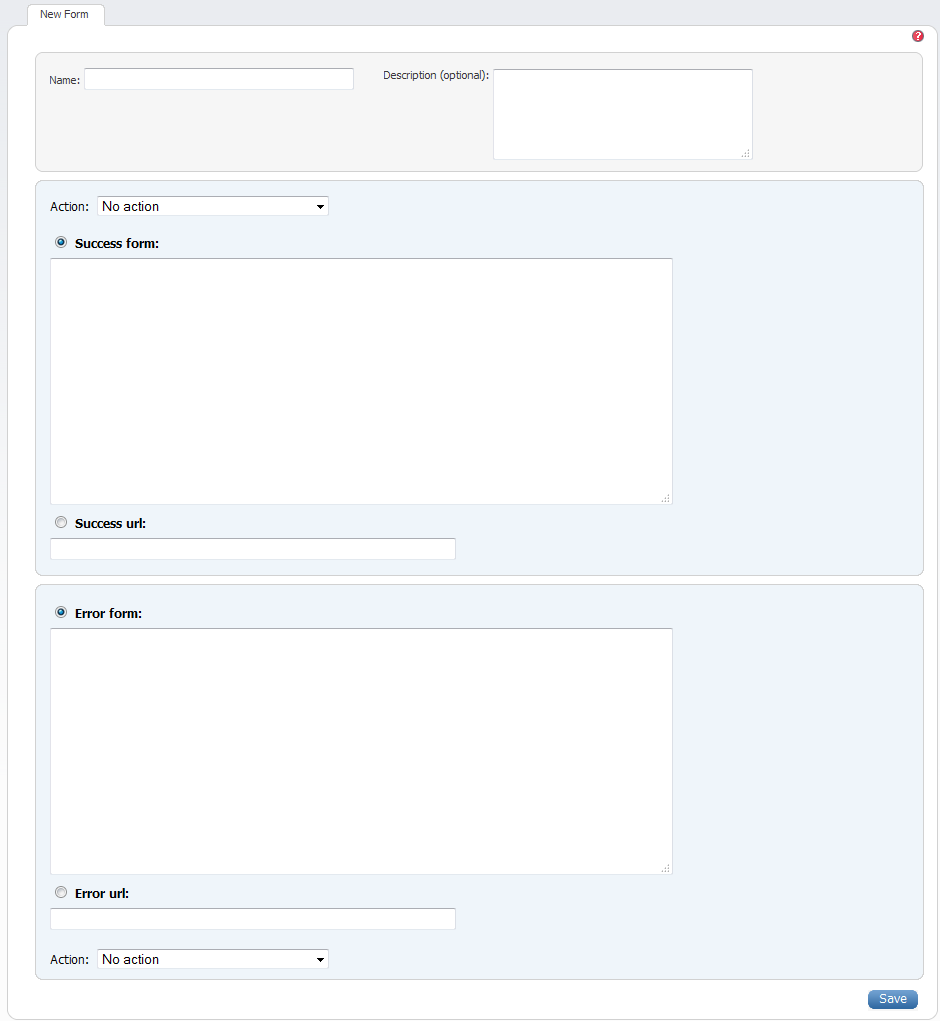 New Form
?
Name:
Description (optional):
Action: No action
Success form:
Success url:
Error form:
Error url:
Action: No action
Save